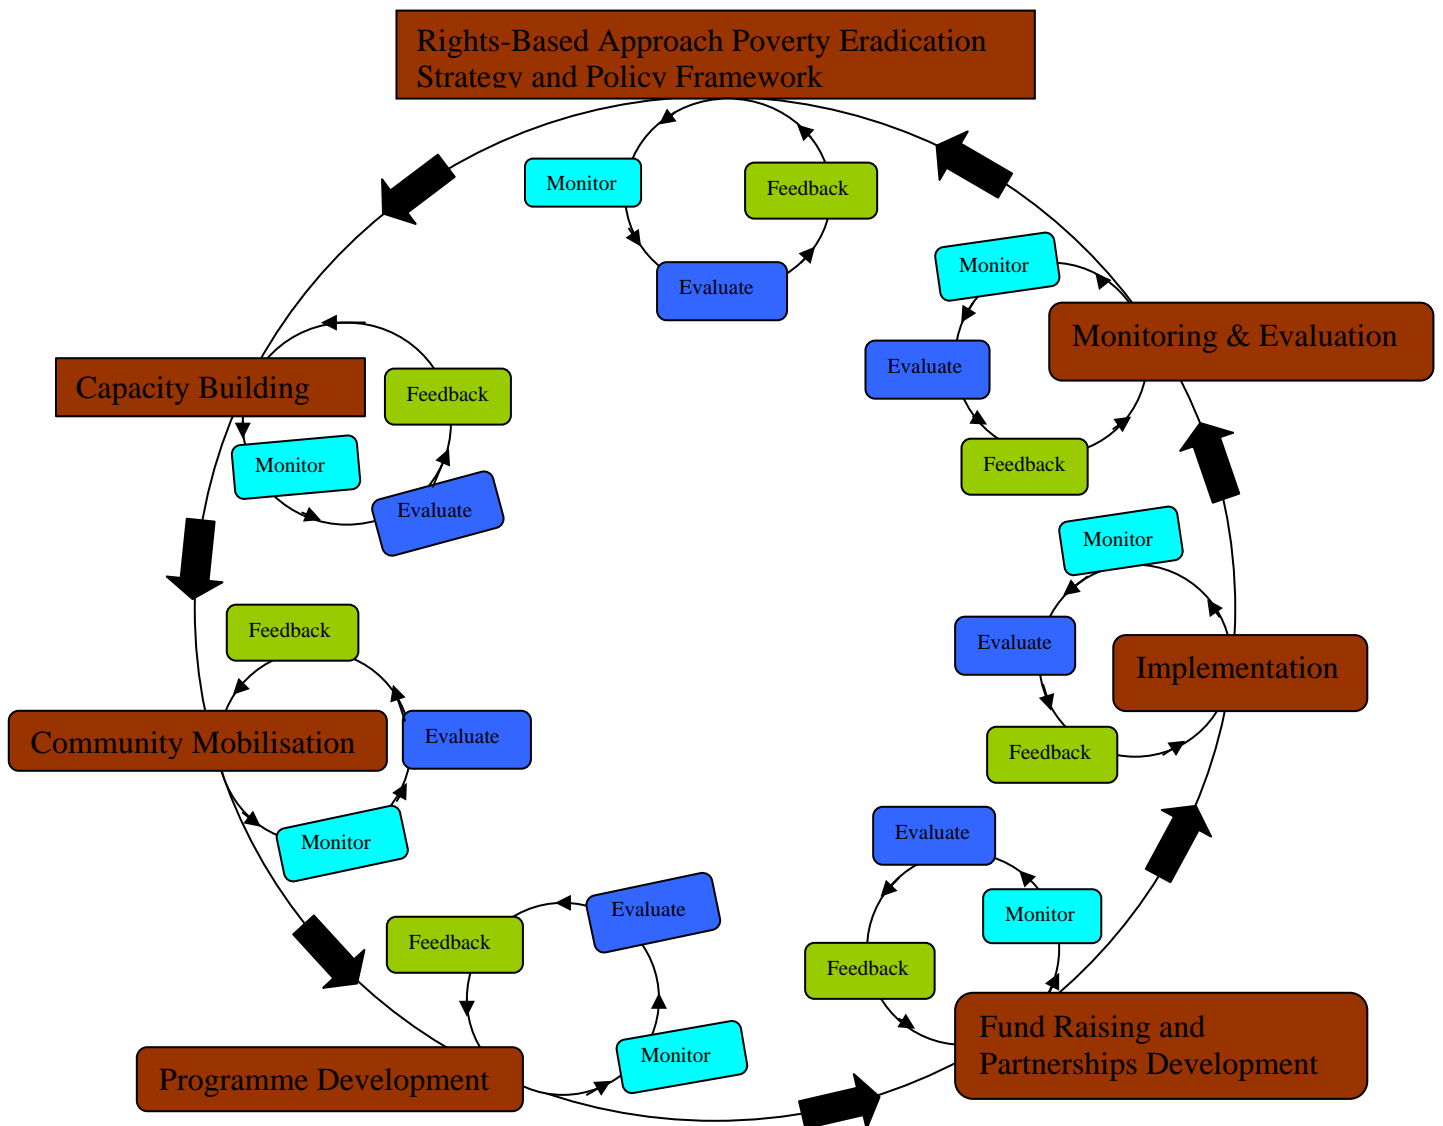 Rights-Based Approach Poverty Eradication
Strategy and Policy Framework
Monitor
Feedback
Evaluate
Monitor
Monitoring & Evaluation
Evaluate
Feedback
Capacity Building
Feedback
Monitor
Evaluate
Monitor
Evaluate
Implementation
Feedback
Feedback
Community Mobilisation
Evaluate
Monitor
Evaluate
Monitor
Feedback
Fund Raising and
Partnerships Development
Evaluate
Feedback
Monitor
Programme Development